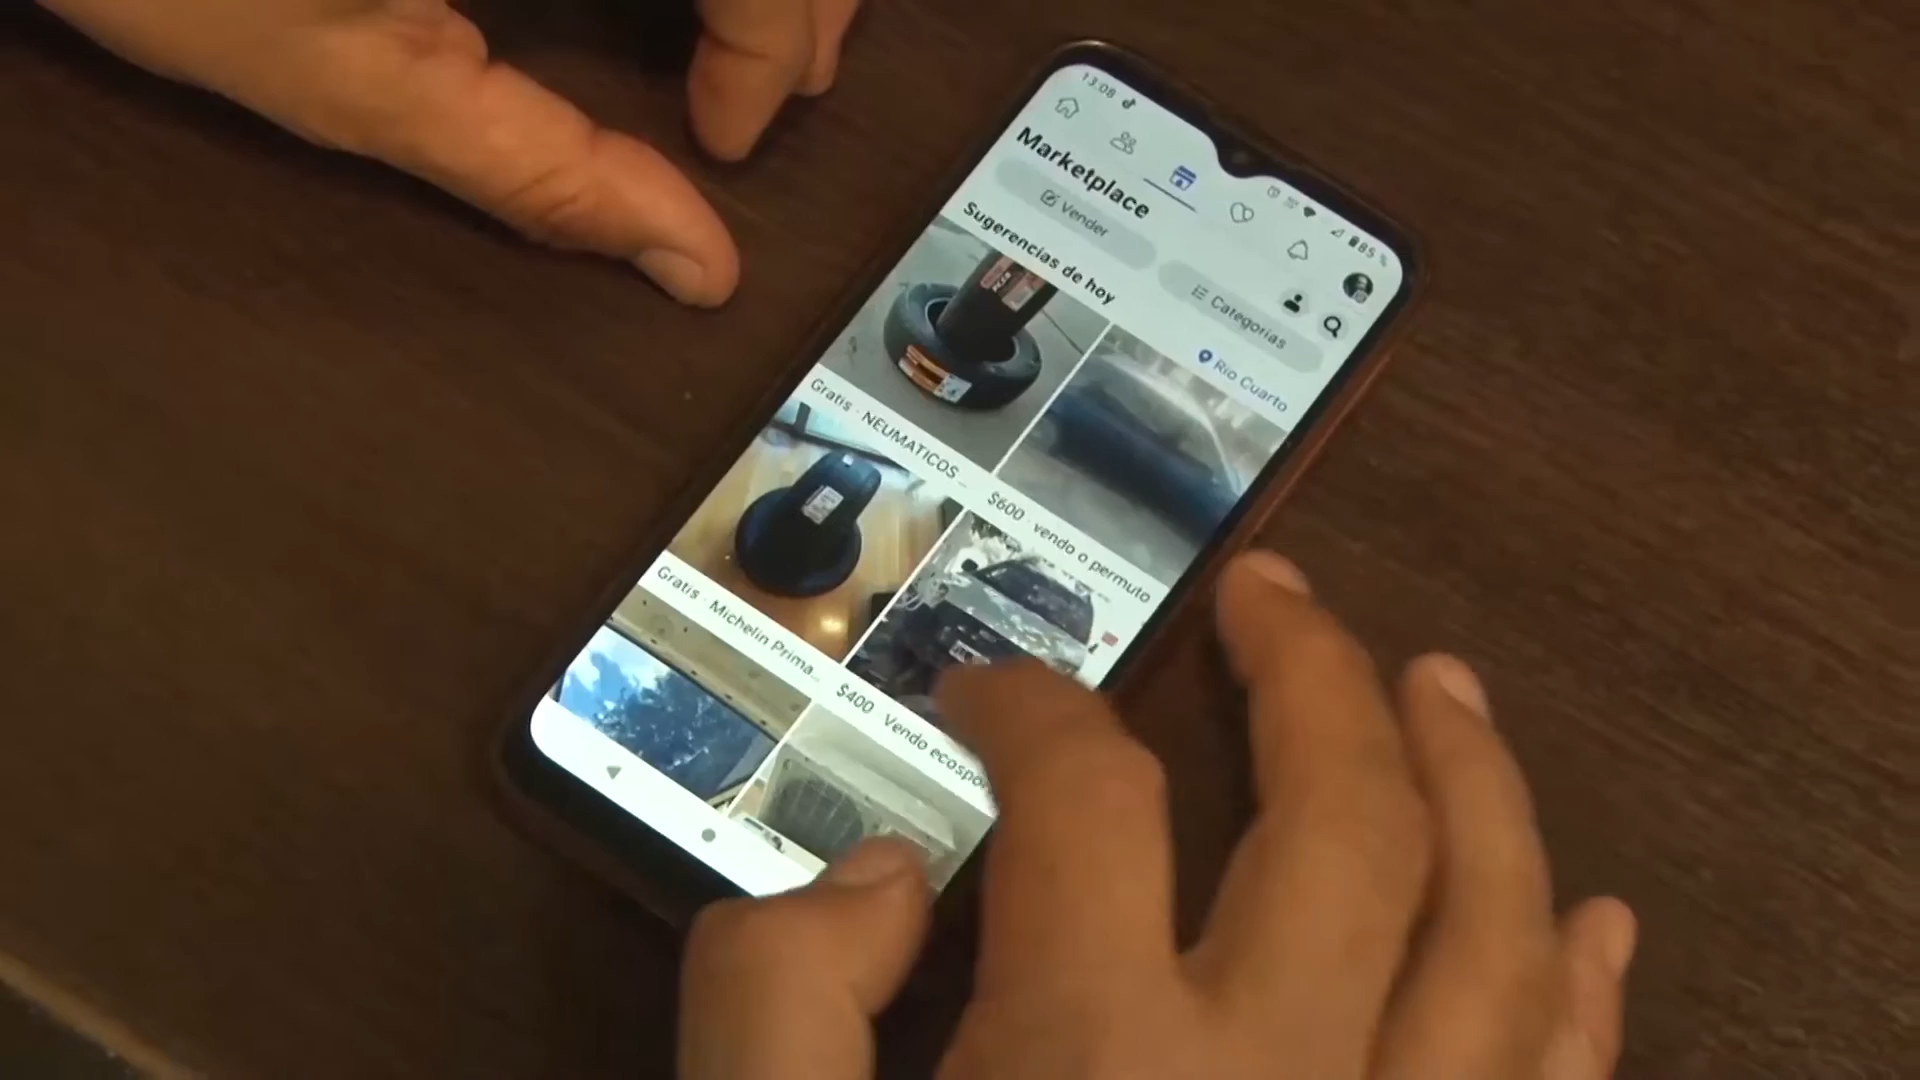 13:08
85 %
Marketplace
Vender
Categorías
Sugerencias de hoy
Río Cuarto
Gratis · NEUMATICOS ...
$600 · vendo o permuto
Gratis · Michelin Prima...
$400 · Vendo ecospo